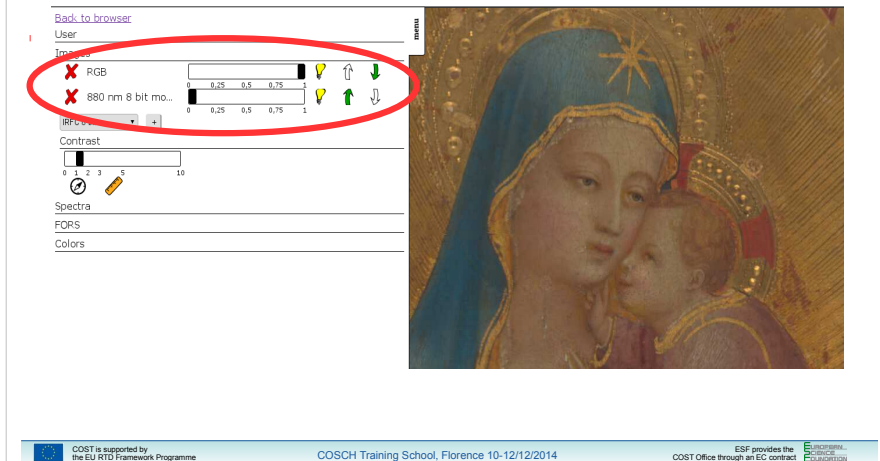 Back to browser
menu
User
Images
RGB
0 0,25 0,5 0,75 1
880 nm 8 bit mo...
0 0,25 0,5 0,75 1
+
Contrast
0 1 2 3 5 10
Spectra
FORS
Colors
COST is supported by
the EU RTD Framework Programme
COSCH Training School, Florence 10-12/12/2014
ESF provides the
COST Office through an EC contract
EUROPEAN
SCIENCE
FOUNDATION